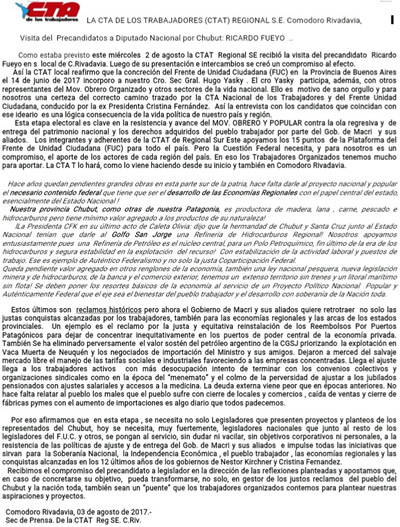 CTA
de los trabajadores
LA CTA DE LOS TRABAJADORES (CTAT) REGIONAL S.E. Comodoro Rivadavia,
Visita del Precandidatos a Diputado Nacional por Chubut: RICARDO FUEYO ...
Como estaba previsto este miércoles 2 de agosto la CTAT Regional SE recibió la visita del precandidato Ricardo
Fueyo en s local de C.Rivadavia. Luego de su presentación e intercambios se creó un compromiso al efecto.
Así la CTAT local reafirmo que la concreción del Frente de Unidad Ciudadana (FUC) en la Provincia de Buenos Aires
el 14 de junio de 2017 incorporo a nuestro Cro. Sec Gral. Hugo Yasky . El cro Yasky participa, además, con otros
representantes del Mov. Obrero Organizado y otros sectores de la vida nacional. Ello es motivo de sano orgullo y para
nosotros una certeza del correcto camino trazado por la CTA Nacional de los Trabajadores y del Frente Unidad
Ciudadana, conducido por la ex Presidenta Cristina Fernández. Así la entrevista con los candidatos que coincidan con
ese ideario es una lógica consecuencia de la vida política de nuestro país y región.
Esta etapa electoral es clave en la resistencia y avance del MOV. OBRERO Y POPULAR contra la ola regresiva y de
entrega del patrimonio nacional y los derechos adquiridos del pueblo trabajador por parte del Gob. de Macri y sus
aliados. Los integrantes y adherentes de la CTAT de Regional Sur Este apoyamos los 15 puntos de la Plataforma del
Frente de Unidad Ciudadana (FUC) para todo el país. Pero la Cuestión Federal necesita, y para nosotros es un
compromiso, el aporte de los actores de cada región del país. En eso los Trabajadores Organizados tenemos mucho
para aportar. La CTA T lo hará, como lo viene haciendo desde su inicio y también en Comodoro Rivadavia.
Hace años quedan pendientes grandes obras en esta parte sur de la patria, hace falta darle al proyecto nacional y popular
el necesario contenido federal que tiene que ser el desarrollo de las Economías Regionales con el papel central del estado,
esencialmente del Estado Nacional !
Nuestra provincia Chubut, como otras de nuestra Patagonia, es productora de madera, lana , carne, pescado e
hidrocarburos y pero tiene mínimo valor agregado a los productos de su naturaleza!
¡La Presidenta CFK en su último acto de Caleta Olivia: dijo que la hermandad de Chubut y Santa Cruz junto al Estado
Nacional tenían que darle al Golfo San Jorge una Refinería de Hidrocarburos Regional! Nosotros apoyamos
entusiastamente pues una Refinería de Petróleo es el núcleo central, para un Polo Petroquímico, fin último de la era de los
hidrocarburos y segura estabilidad en la explotación del recurso! Con estabilización de la actividad laboral y puestos de
trabajo. Ese es ejemplo de Auténtico Federalismo y no solo la justa Copartición Federal.
Queda pendiente valor agregado en otros renglones de la economía, también una ley nacional pesquera, nueva legislación
minera y de hidrocarburos, de la banca y el comercio exterior; tenemos un extenso territorio sin trenes y un litoral marítimo
sin flota! Se deben poner los resortes básicos de la economía al servicio de un Proyecto Político Nacional Popular y
Auténticamente Federal que el eje sea el bienestar del pueblo trabajador y el desarrollo con soberanía de la Nación toda.
Estos últimos son reclamos históricos pero ahora el Gobierno de Macri y sus aliados quiere retrotraer no solo las
justas conquistas alcanzadas por los trabajadores, también para las economías regionales y las arcas de los estados
provinciales. Un ejemplo es el reclamo por la justa y equitativa reinstalación de los Reembolsos Por Puertos
Patagónicos para dejar de concentrar inequitativamente en los puertos de poder central de la economía privada.
También Se ha eliminado perversamente el valor sostén del petróleo argentino de la CGSJ priorizando la explotación en
Vaca Muerta de Neuquén y los negociados de importación del Ministro y sus amigos. Dejaron a merced del salvaje
mercado libre el manejo de las tarifas sociales e industriales favoreciendo a las empresas concentradas. Llega el ajuste
llega a los trabajadores activos con más desocupación intento de terminar con los convenios colectivos y
organizaciones sindicales como en la época del "menemato" y el colmo de la perversidad de ajustar a los jubilados
pensionados con ajustes salariales y accesos a la medicina. La deuda externa viene peor que en épocas anteriores. No
hace falta relatar al pueblo los males que el pueblo sufre con cierre de locales y comercios , caída de ventas y cierre de
fábricas pymes con el aumento de importaciones es algo diario que todos padecemos.
Por eso afirmamos que en esta etapa , se necesita no solo Legisladores que presenten proyectos y planteos de los
representados del Chubut, hoy se necesita, muy fuertemente, legisladores nacionales que junto al resto de los
legisladores del F.U.C. y otros, se pongan al servicio, sin dudar ni vacilar, sin objetivos corporativos ni personales, a la
resistencia de las políticas de ajuste y de entrega del Gob. de Macri y sus aliados e impulse todas las iniciativas que
sirvan para la Soberanía Nacional, la Independencia Económica , el pueblo trabajador , las economías regionales y las
conquistas alcanzadas en los 12 últimos años de los gobiernos de Nestor Kirchner y Cristina Fernandez.
Recibimos el compromiso del precandidato a legislador en la dirección de las reflexiones planteadas y apostamos que,
en caso de concretarse su objetivo, pueda transformarse, no solo, en gestor de los justos reclamos del pueblo del
Chubut y la nación toda, también sean un "puente" que los trabajadores organizados contemos para plantear nuestras
aspiraciones y proyectos.
Comodoro Rivadavia, 03 de agosto de 2017.-
Sec de Prensa. De la CTAT Reg SE. C.Riv.